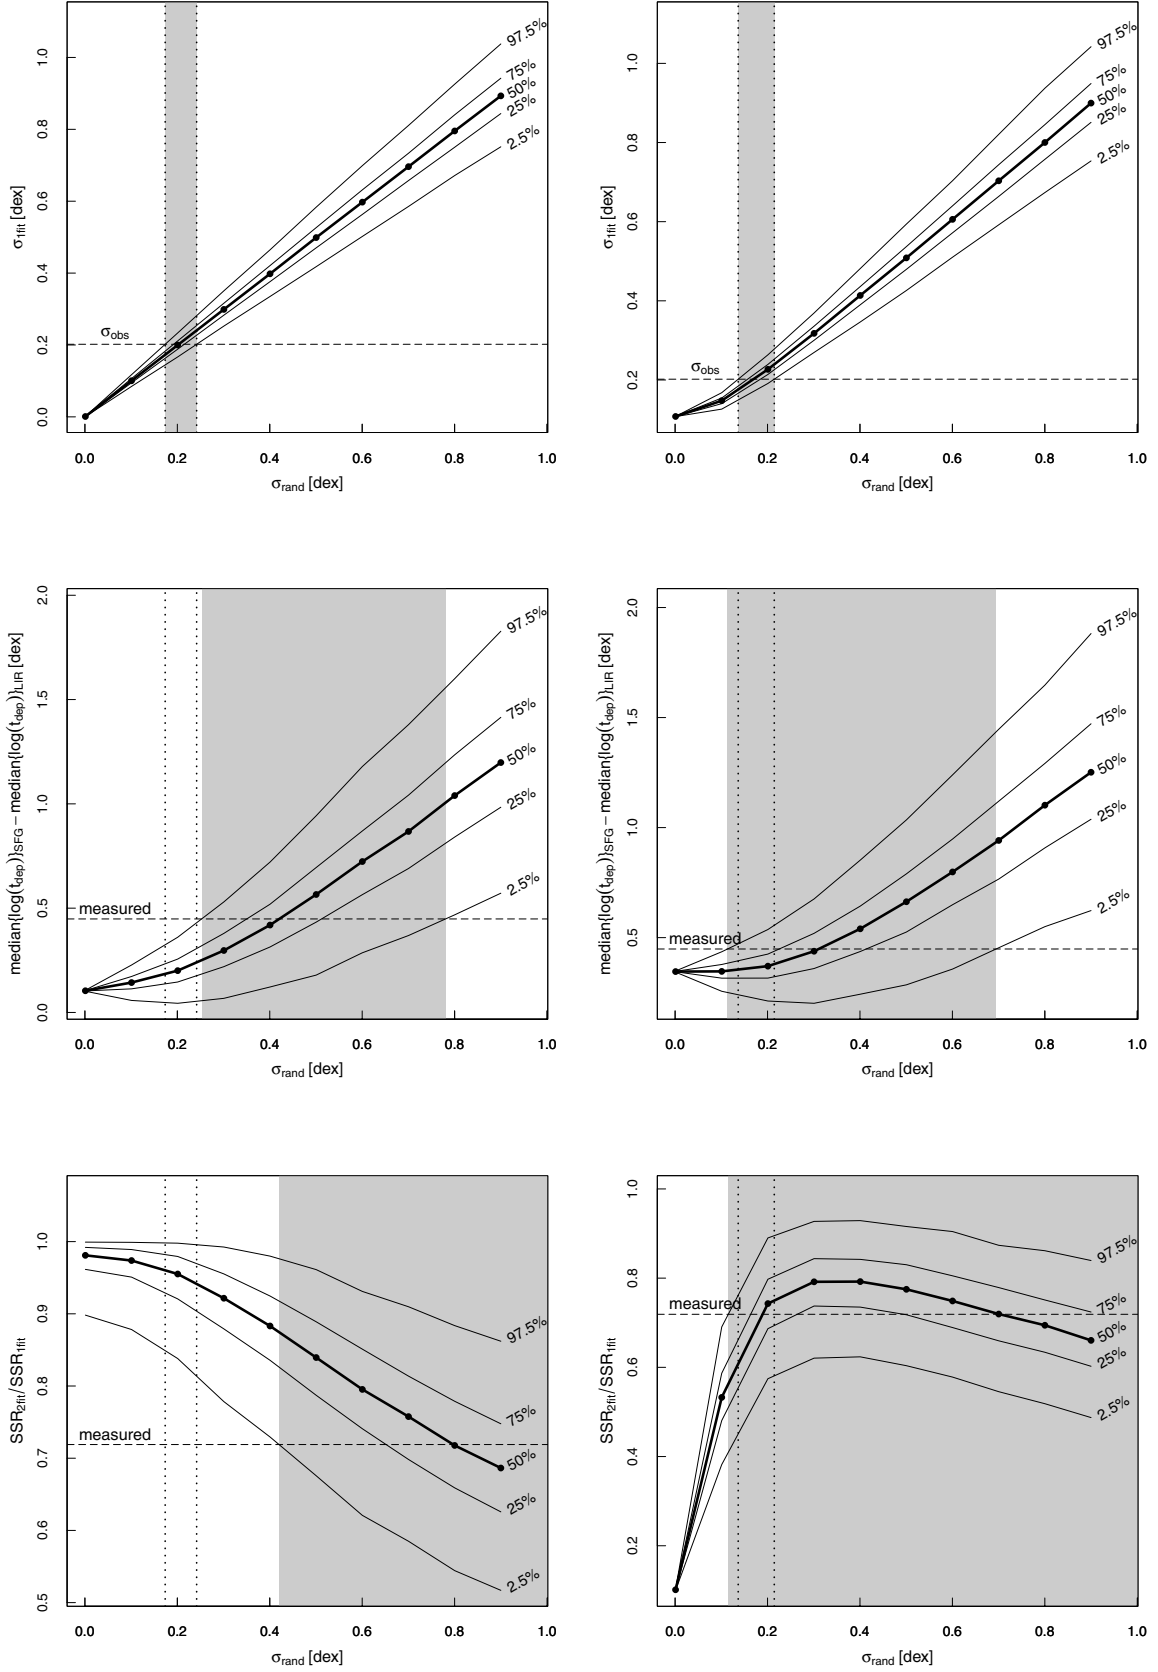 σ1fit [dex]
0.0 0.2 0.4 0.6 0.8 1.0
σobs
97.5%
75%
50%
25%
2.5%
0.0 0.2 0.4 0.6 0.8 1.0
σrand [dex]
σ1fit [dex]
0.2 0.4 0.6 0.8 1.0
σobs
97.5%
75%
50%
25%
2.5%
0.0 0.2 0.4 0.6 0.8 1.0
σrand [dex]
median{log(tdep)}SFG − median{log(tdep)}LIR [dex]
0.0 0.5 1.0 1.5 2.0
measured
97.5%
75%
50%
25%
2.5%
0.0 0.2 0.4 0.6 0.8 1.0
σrand [dex]
median{log(tdep)}SFG − median{log(tdep)}LIR [dex]
0.5 1.0 1.5 2.0
measured
97.5%
75%
50%
25%
2.5%
0.0 0.2 0.4 0.6 0.8 1.0
σrand [dex]
SSR2fit/SSR1fit
0.5 0.6 0.7 0.8 0.9 1.0
measured
97.5%
75%
50%
25%
2.5%
0.0 0.2 0.4 0.6 0.8 1.0
σrand [dex]
SSR2fit/SSR1fit
0.2 0.4 0.6 0.8 1.0
measured
97.5%
75%
50%
25%
2.5%
0.0 0.2 0.4 0.6 0.8 1.0
σrand [dex]